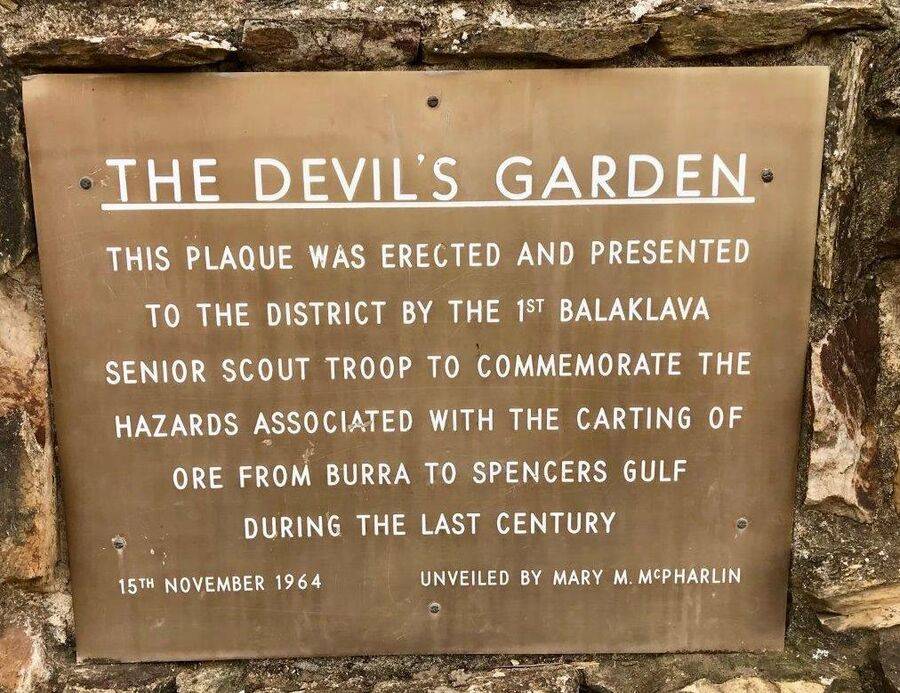 THE DEVIL'S GARDEN
THIS PLAQUE WAS ERECTED AND PRESENTED
TO THE DISTRICT BY THE 1ST BALAKLAVA
SENIOR SCOUT TROOP TO COMMEMORATE THE
HAZARDS ASSOCIATED WITH THE CARTING OF
ORE FROM BURRA TO SPENCERS GULF
DURING THE LAST CENTURY
15TH NOVEMBER 1964 UNVEILED BY MARY M. McPHARLIN